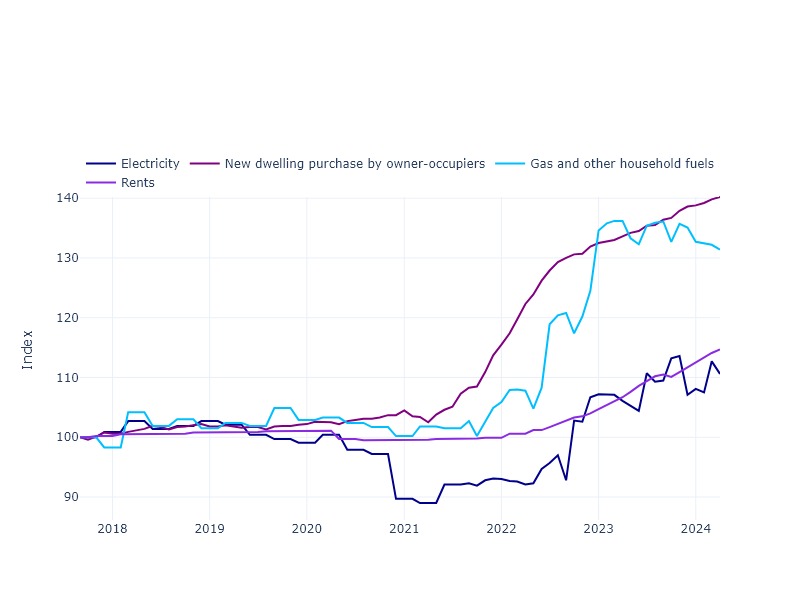 Electricity New dwelling purchase by owner-occupiers Gas and other household fuels
Rents
140
130
120
110
100
90
Index
2018 2019 2020 2021 2022 2023 2024